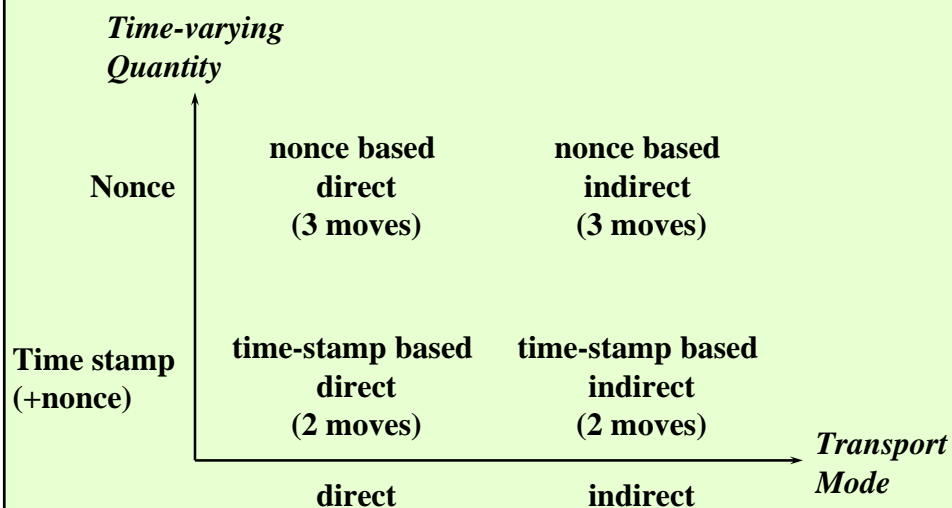 Time-varying
Quantity
Nonce
nonce based
direct
(3 moves)
nonce based
indirect
(3 moves)
Time stamp
(+nonce)
time-stamp based
direct
(2 moves)
time-stamp based
indirect
(2 moves)
Transport
Mode
direct
indirect